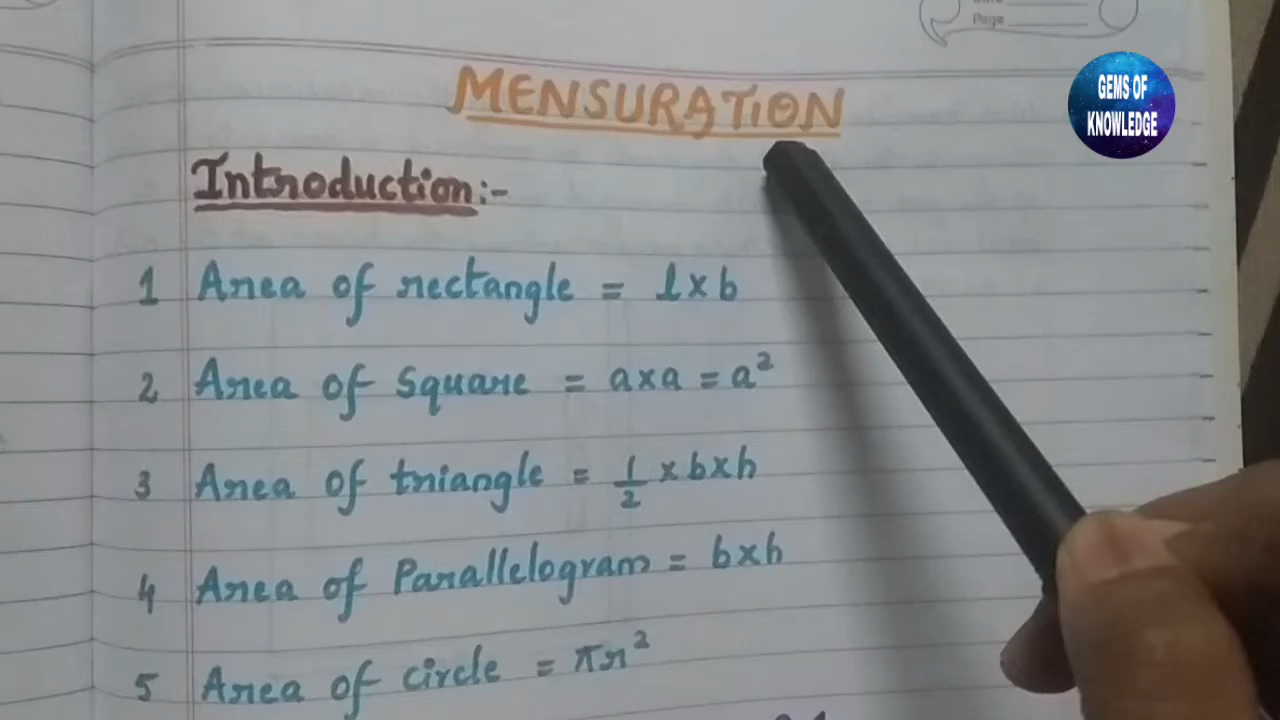 Page
GEMS OF
KNOWLEDGE
MENSURATION
Introduction:-
1 Area of rectangle = l×b
2 Area of square = a×a = a²
3 Area of triangle = 1/2 ×b×h
4 Area of Parallelogram = b×h
5 Area of circle = πr²